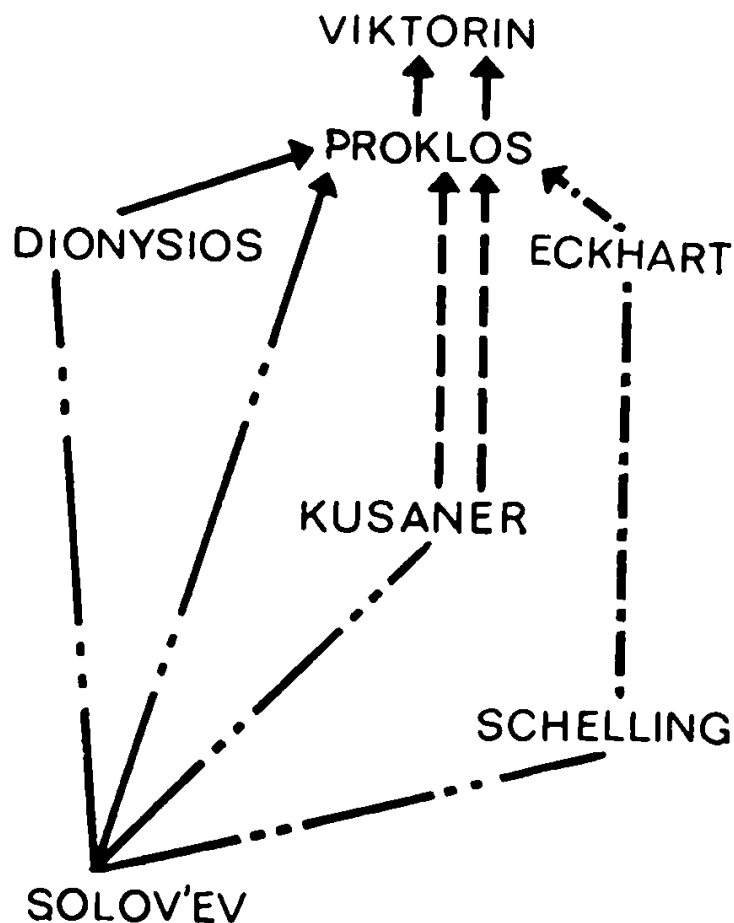 VIKTORIN
PROKLOS
DIONYSIOS
ECKHART
KUSANER
SCHELLING
SOLOV'EV